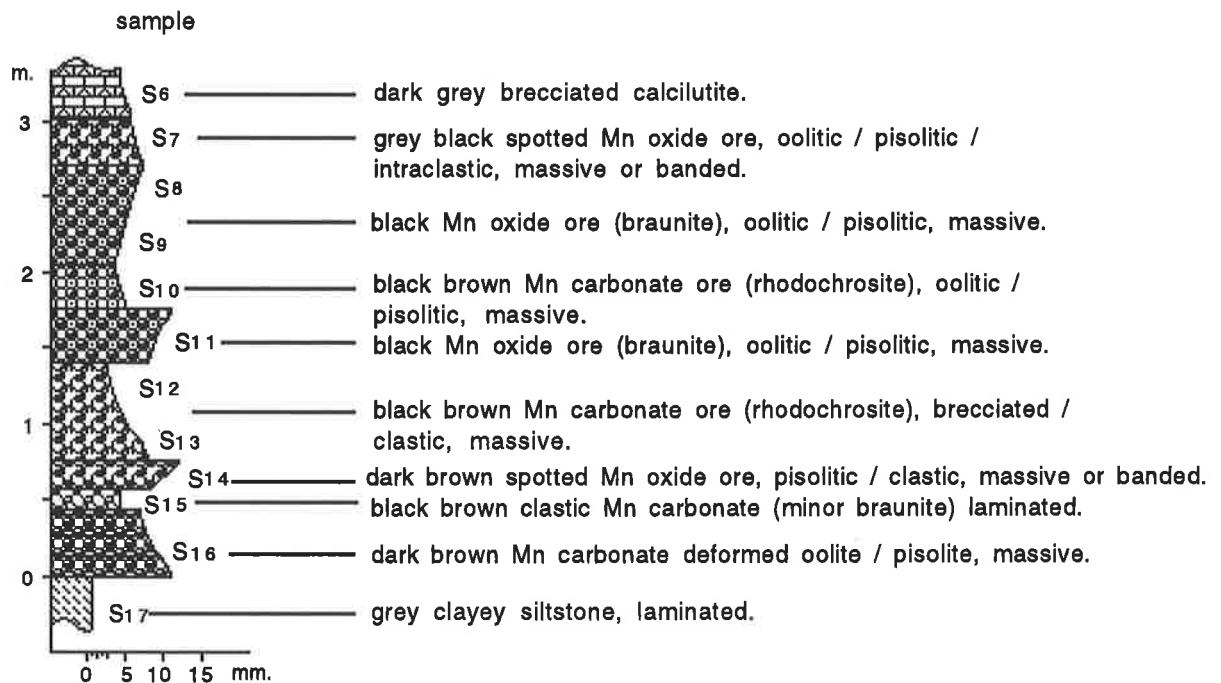 sample
m.
S6 dark grey brecciated calcilutite.
3
S7 grey black spotted Mn oxide ore, oolitic / pisolitic /
intraclastic, massive or banded.
S8
black Mn oxide ore (braunite), oolitic / pisolitic, massive.
S9
2
S10 black brown Mn carbonate ore (rhodochrosite), oolitic /
pisolitic, massive.
S11 black Mn oxide ore (braunite), oolitic / pisolitic, massive.
S12
black brown Mn carbonate ore (rhodochrosite), brecciated /
clastic, massive.
1
S13
S14 dark brown spotted Mn oxide ore, pisolitic / clastic, massive or banded.
S15 black brown clastic Mn carbonate (minor braunite) laminated.
S16 dark brown Mn carbonate deformed oolite / pisolite, massive.
0
S17 grey clayey siltstone, laminated.
0 5 10 15 mm.